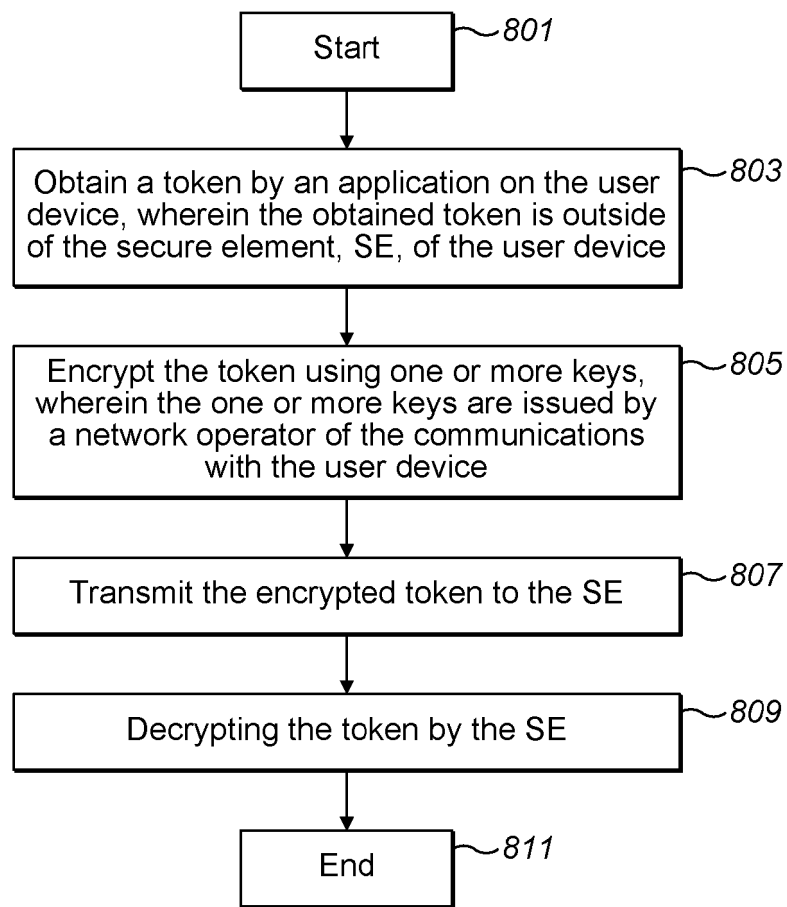 Start
801
Obtain a token by an application on the user
device, wherein the obtained token is outside
of the secure element, SE, of the user device
803
Encrypt the token using one or more keys,
wherein the one or more keys are issued by
a network operator of the communications
with the user device
805
Transmit the encrypted token to the SE
807
Decrypting the token by the SE
809
End
811